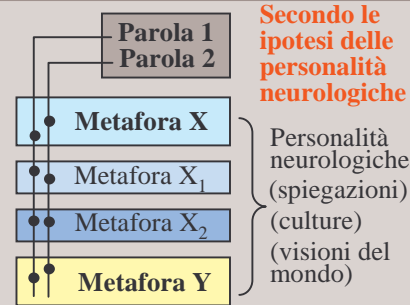 Parola 1
Parola 2
Secondo le
ipotesi delle
personalità
neurologiche
Metafora X
Metafora X₁
Metafora X₂
Metafora Y
Personalità
neurologiche
(spiegazioni)
(culture)
(visioni del
mondo)